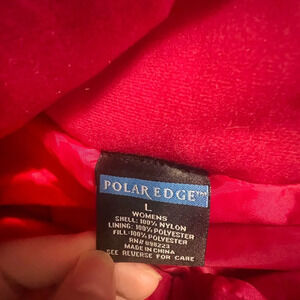 POLAR EDGE™
L
WOMENS
SHELL: 100% NYLON
LINING: 100% POLYESTER
FILL: 100% POLYESTER
RN# 898223
MADE IN CHINA
SEE REVERSE FOR CARE